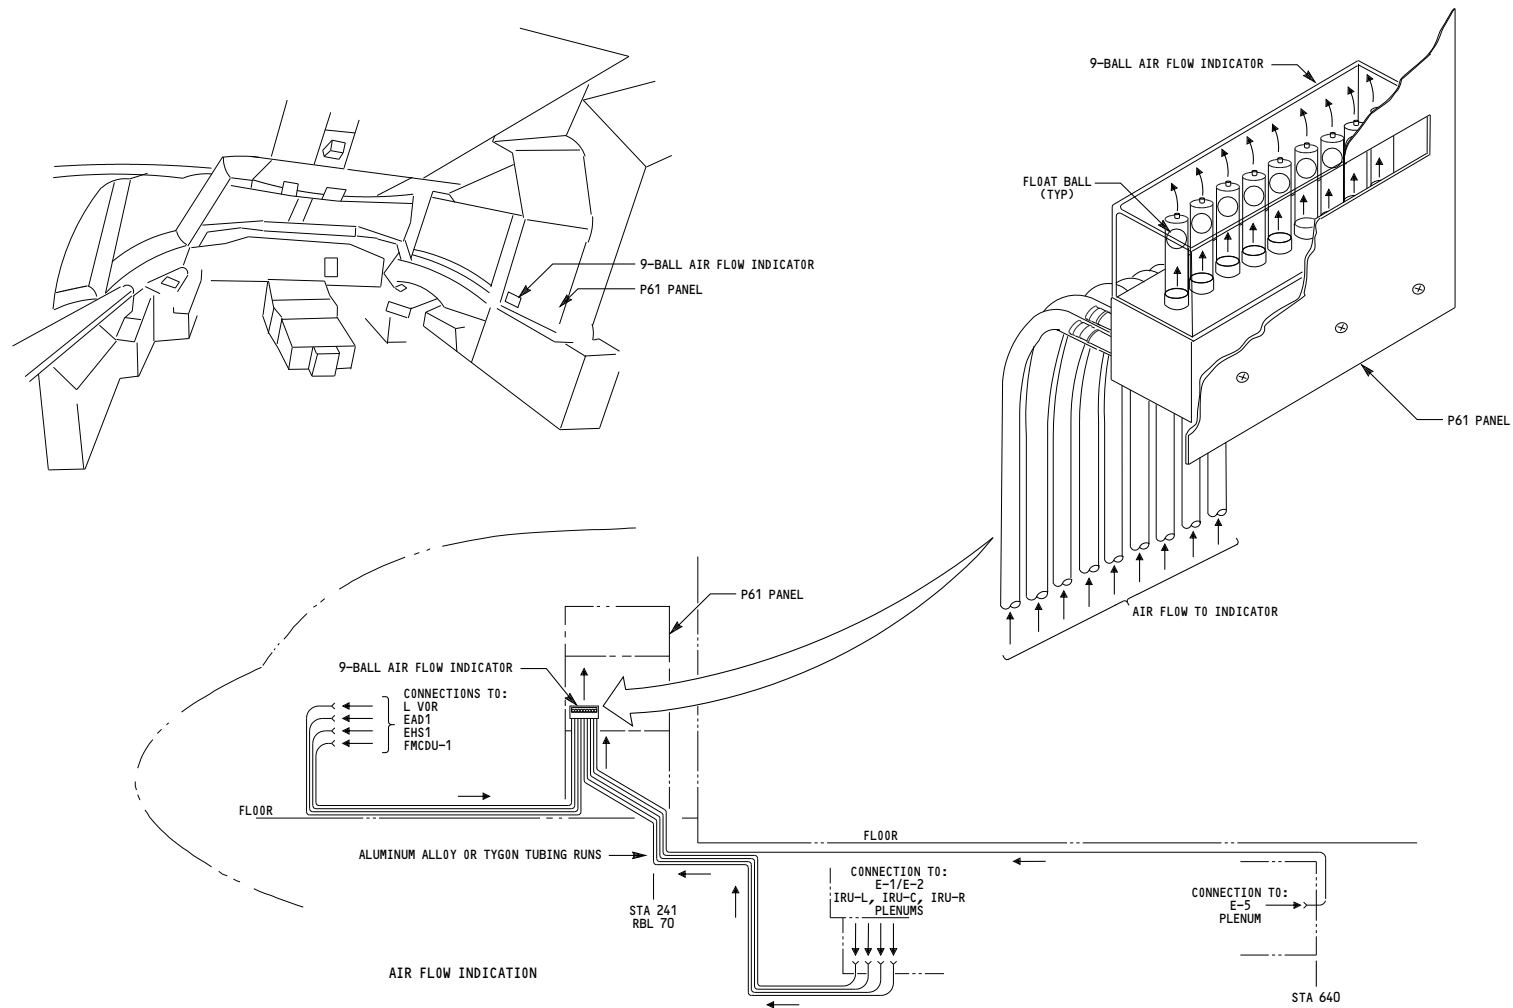 9-BALL AIR FLOW INDICATOR
FLOAT BALL
(TYP)
9-BALL AIR FLOW INDICATOR
P61 PANEL
P61 PANEL
AIR FLOW TO INDICATOR
P61 PANEL
9-BALL AIR FLOW INDICATOR
CONNECTIONS TO:
L VOR
EAD1
EHS1
FMCDU-1
FLOOR
FLOOR
ALUMINUM ALLOY OR TYGON TUBING RUNS
STA 241
RBL 70
CONNECTION TO:
E-1/E-2
IRU-L, IRU-C, IRU-R
PLENUMS
CONNECTION TO:
E-5
PLENUM
AIR FLOW INDICATION
STA 640